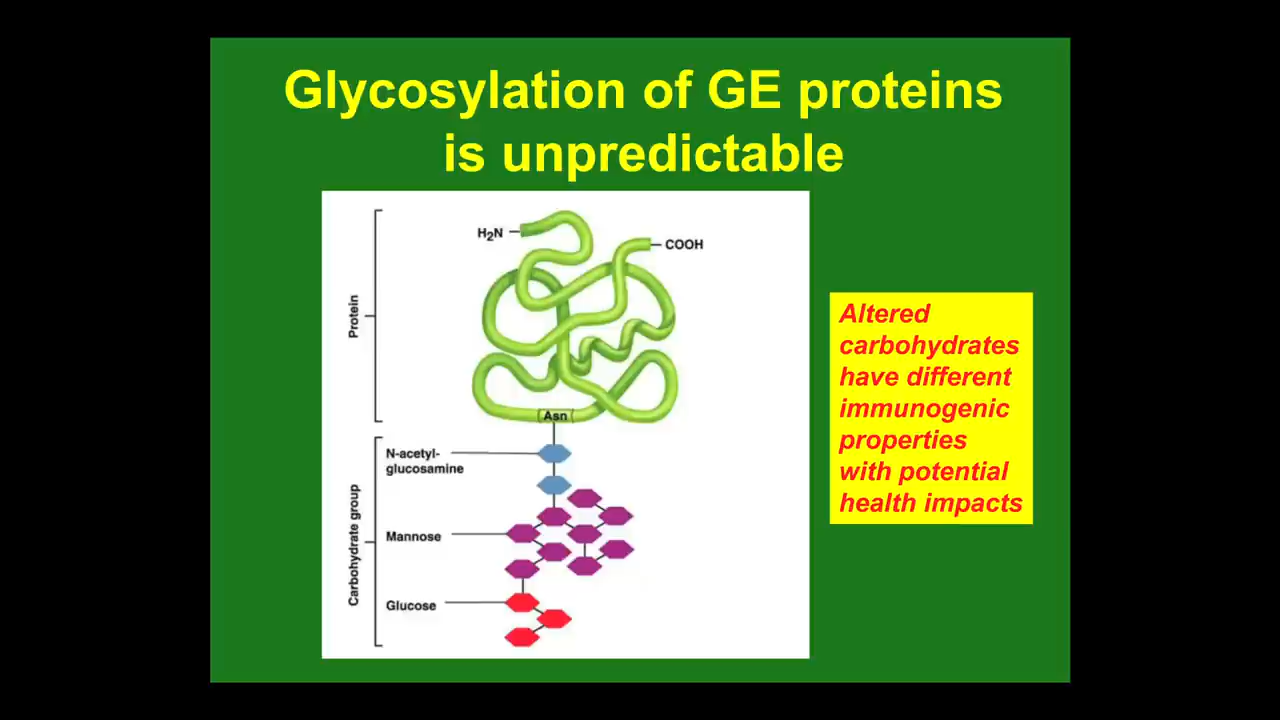 Glycosylation of GE proteins
is unpredictable
H₂N
COOH
Protein
Asn
N-acetyl-
glucosamine
Mannose
Glucose
Carbohydrate group
Altered
carbohydrates
have different
immunogenic
properties
with potential
health impacts